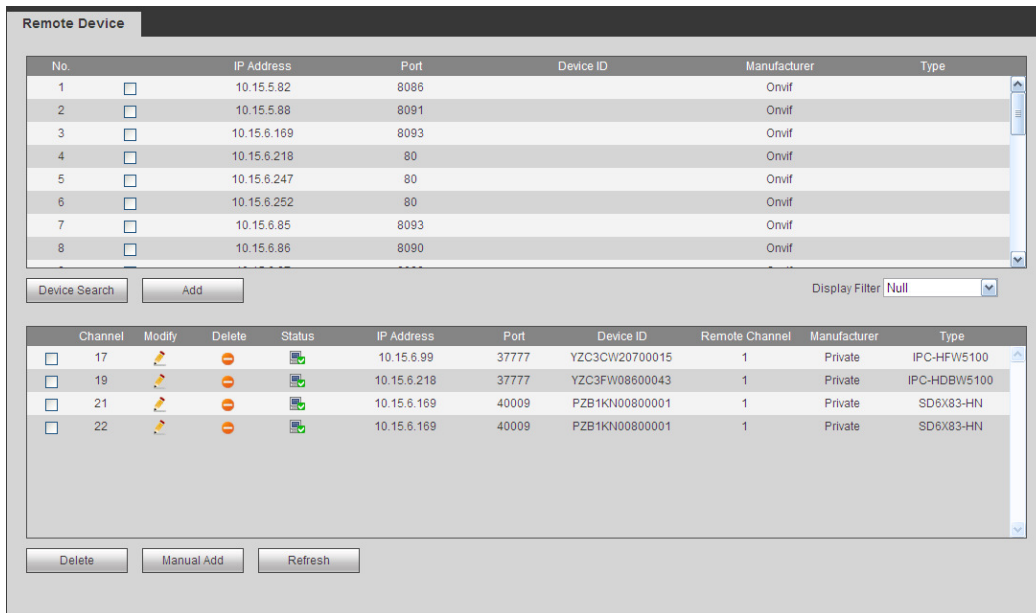 Remote Device
No. IP Address Port Device ID Manufacturer Type
1 10.15.5.82 8086 Onvif
2 10.15.5.88 8091 Onvif
3 10.15.6.169 8093 Onvif
4 10.15.6.218 80 Onvif
5 10.15.6.247 80 Onvif
6 10.15.6.252 80 Onvif
7 10.15.6.85 8093 Onvif
8 10.15.6.86 8090 Onvif
Device Search Add Display Filter Null
Channel Modify Delete Status IP Address Port Device ID Remote Channel Manufacturer Type
17 10.15.6.99 37777 YZC3CW20700015 1 Private IPC-HFW5100
19 10.15.6.218 37777 YZC3FW08600043 1 Private IPC-HDBW5100
21 10.15.6.169 40009 PZB1KN00800001 1 Private SD6X83-HN
22 10.15.6.169 40009 PZB1KN00800001 1 Private SD6X83-HN
Delete Manual Add Refresh